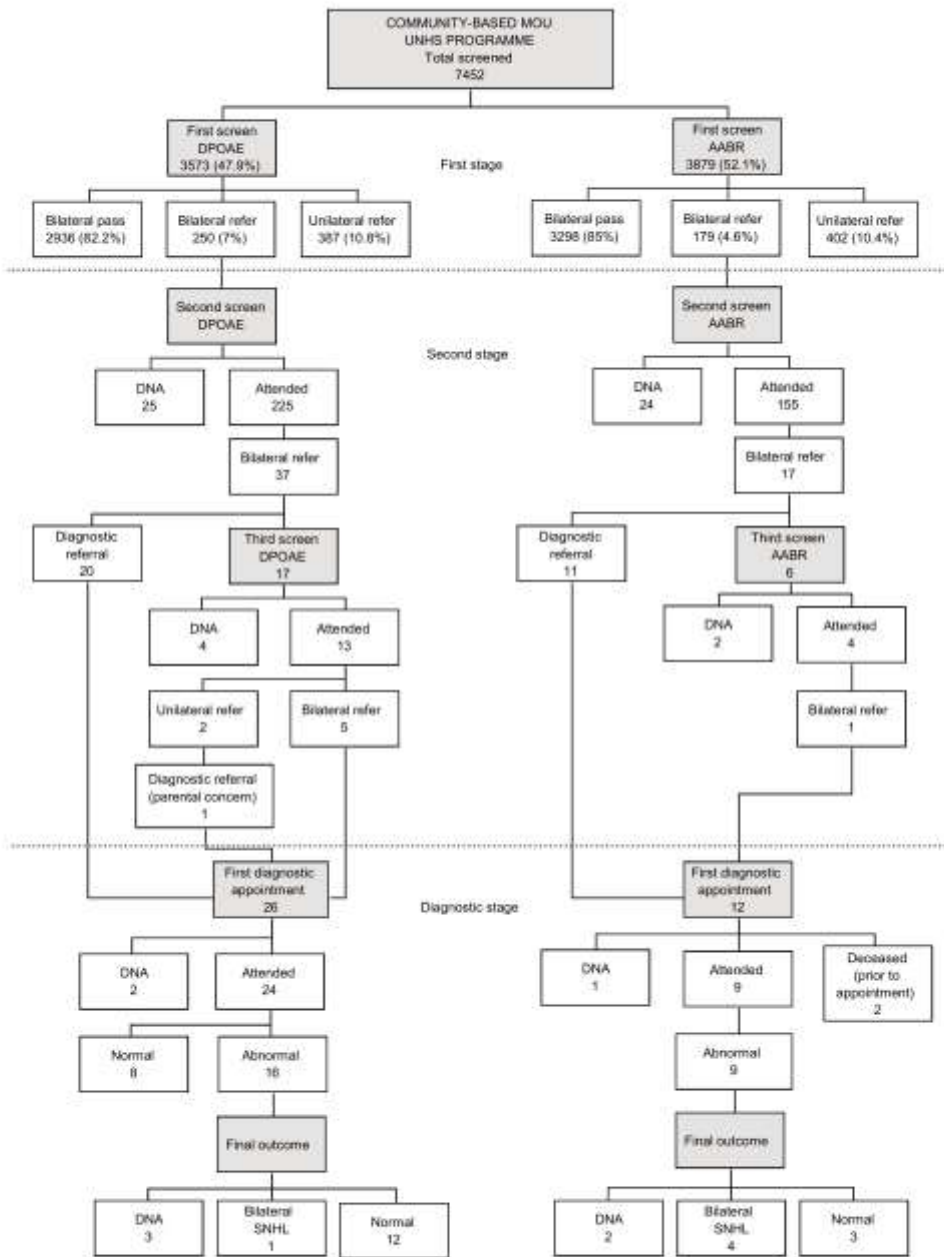 COMMUNITY-BASED MOU
UNHS PROGRAMME
Total screened
7452
First screen
DPOAE
3573 (47.9%)
First stage
First screen
AABR
3879 (52.1%)
Bilateral pass
2936 (82.2%)
Bilateral refer
250 (7%)
Unilateral refer
387 (10.8%)
Bilateral pass
3298 (85%)
Bilateral refer
179 (4.6%)
Unilateral refer
402 (10.4%)
Second screen
DPOAE
Second screen
AABR
Second stage
DNA
25
Attended
225
DNA
24
Attended
155
Bilateral refer
37
Bilateral refer
17
Diagnostic
referral
20
Third screen
DPOAE
17
Diagnostic
referral
11
Third screen
AABR
6
DNA
4
Attended
13
DNA
2
Attended
4
Unilateral refer
2
Bilateral refer
5
Bilateral refer
1
Diagnostic referral
(parental concern)
1
First diagnostic
appointment
26
Diagnostic stage
First diagnostic
appointment
12
DNA
2
Attended
24
DNA
1
Attended
9
Deceased
(prior to
appointment)
2
Normal
8
Abnormal
16
Abnormal
9
Final outcome
Final outcome
DNA
3
Bilateral
SNHL
1
Normal
12
DNA
2
Bilateral
SNHL
4
Normal
3